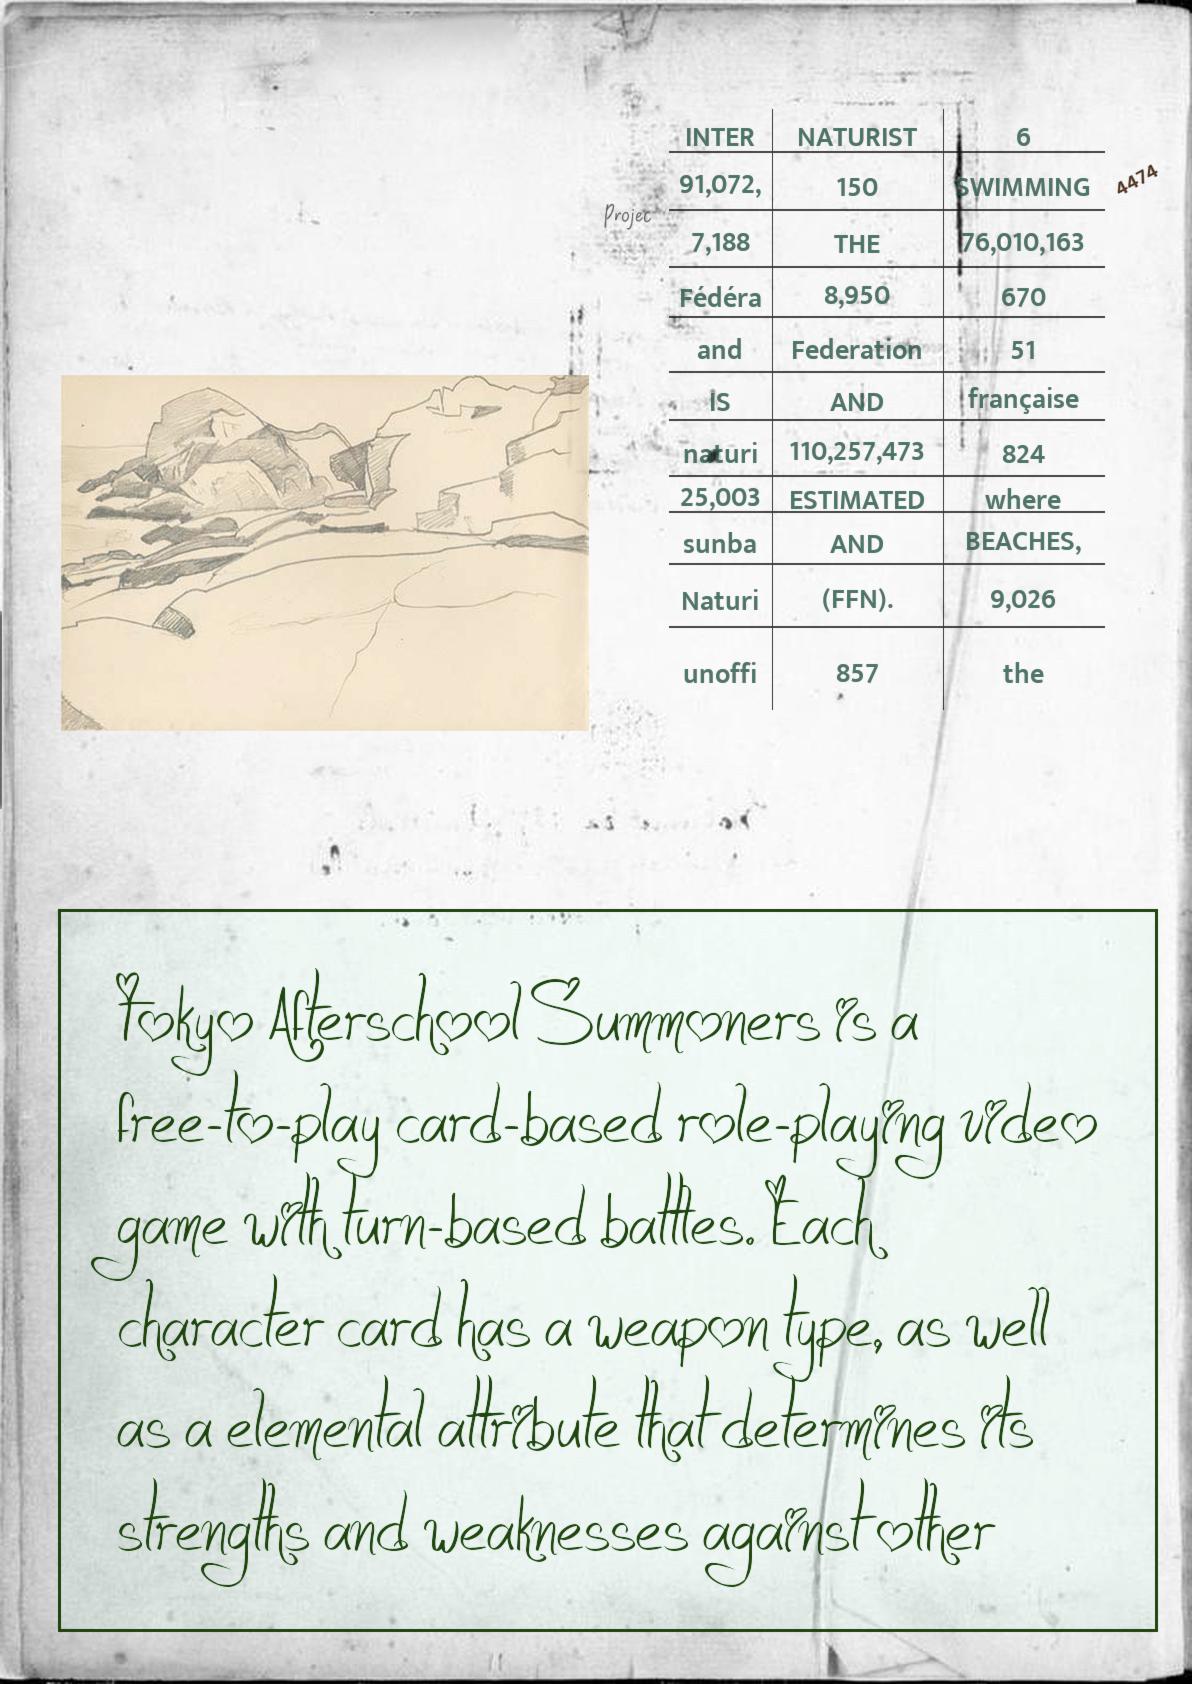 INTER NATURIST 6
91,072, 150 SWIMMING
4474
Projec
7,188 THE 76,010,163
Fédéra 8,950 670
and Federation 51
IS AND française
naturi 110,257,473 824
25,003 ESTIMATED where
sunba AND BEACHES,
Naturi (FFN). 9,026
unoffi 857 the
Tokyo Afterschool Summoners is a
free-to-play card-based role-playing video
game with turn-based battles. Each
character card has a weapon type, as well
as a elemental attribute that determines its
strengths and weaknesses against other